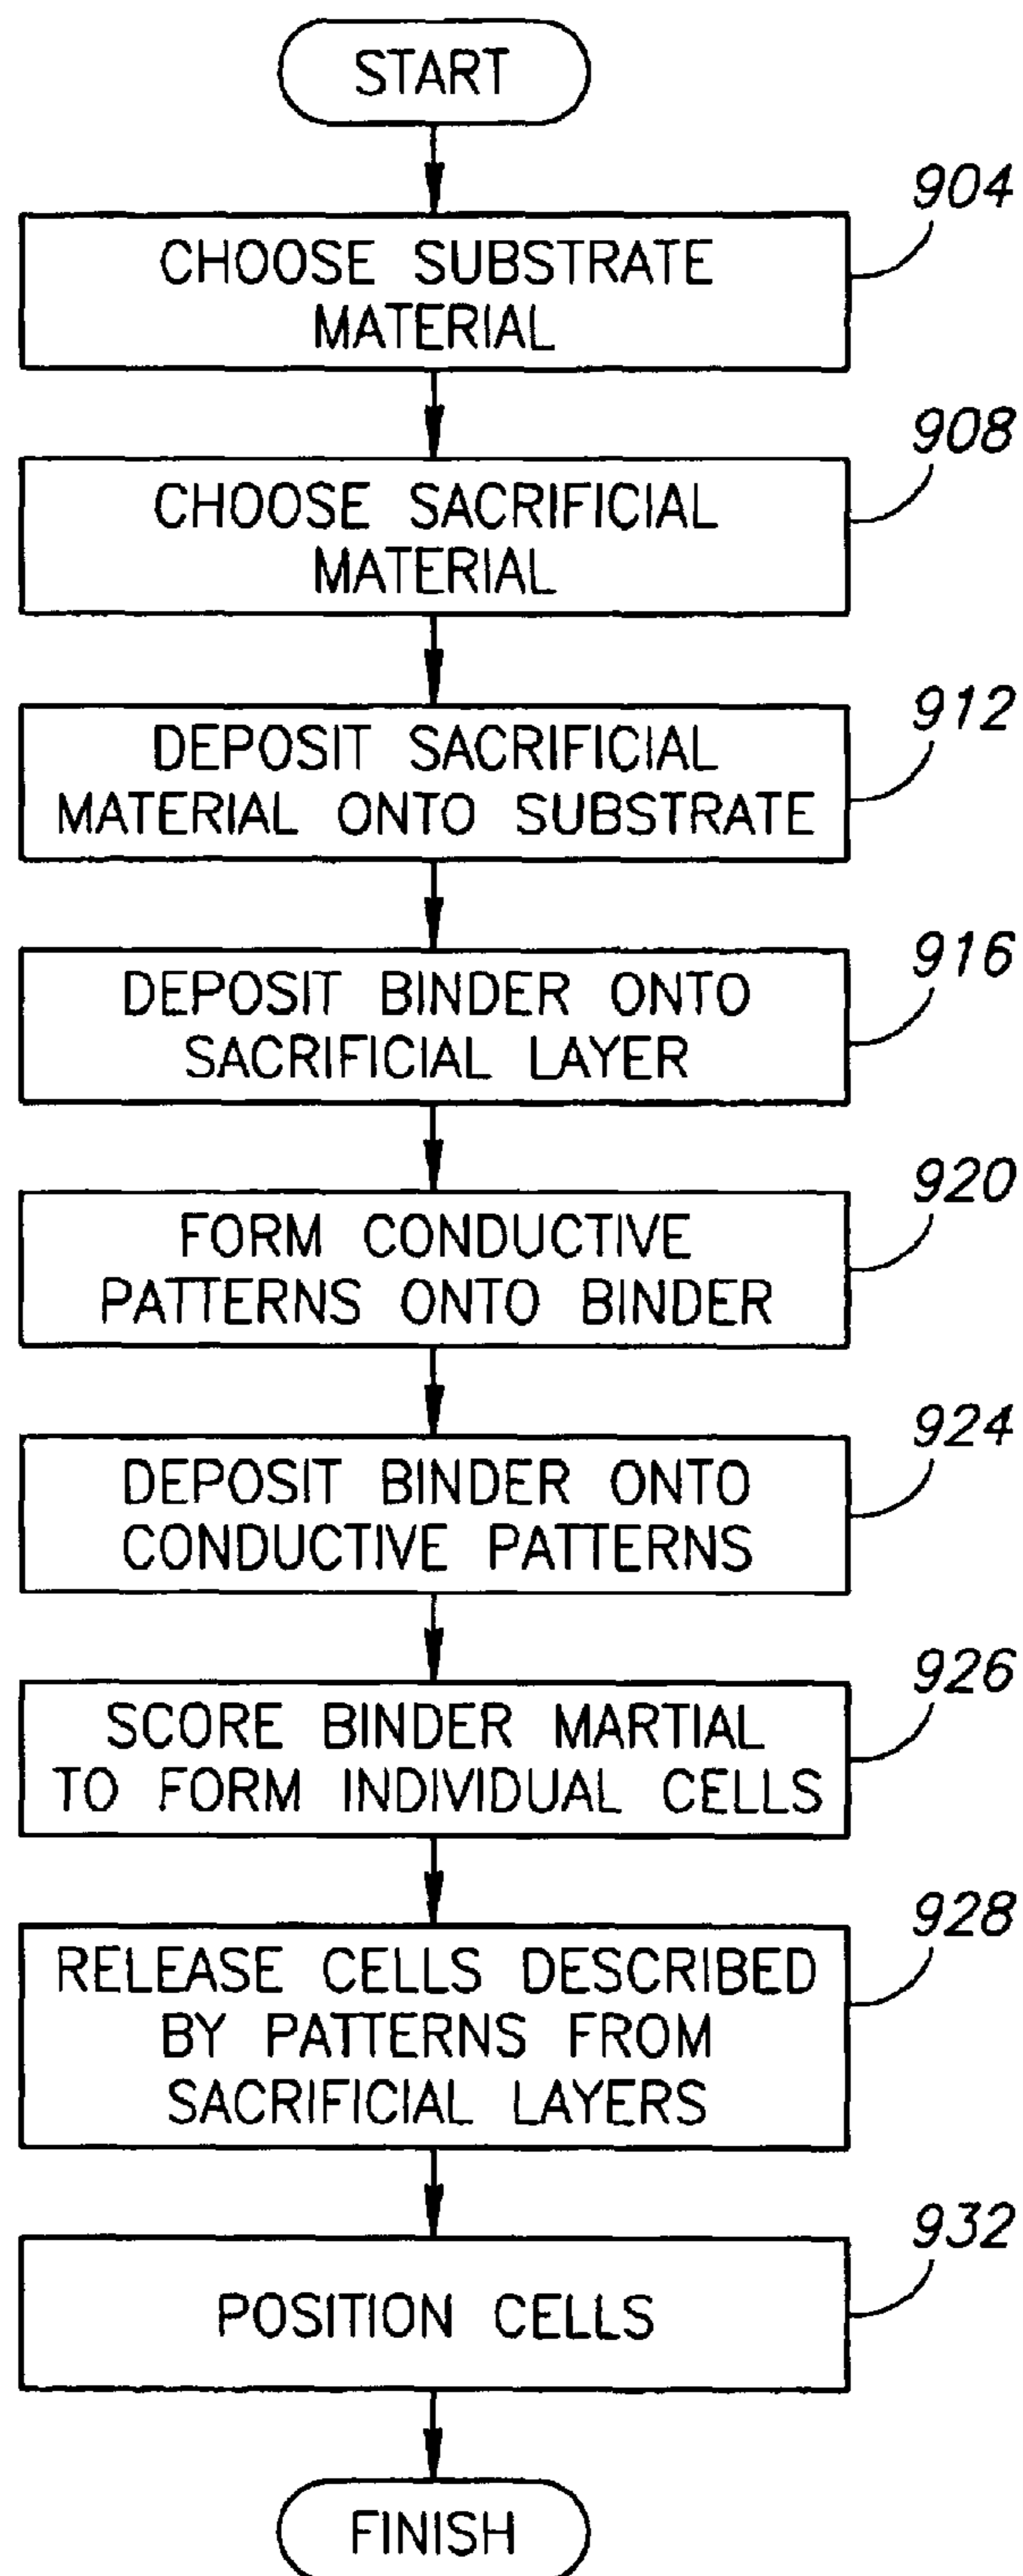 START
904
CHOOSE SUBSTRATE
MATERIAL
908
CHOOSE SACRIFICIAL
MATERIAL
912
DEPOSIT SACRIFICIAL
MATERIAL ONTO SUBSTRATE
916
DEPOSIT BINDER ONTO
SACRIFICIAL LAYER
920
FORM CONDUCTIVE
PATTERNS ONTO BINDER
924
DEPOSIT BINDER ONTO
CONDUCTIVE PATTERNS
926
SCORE BINDER MARTIAL
TO FORM INDIVIDUAL CELLS
928
RELEASE CELLS DESCRIBED
BY PATTERNS FROM
SACRIFICIAL LAYERS
932
POSITION CELLS
FINISH